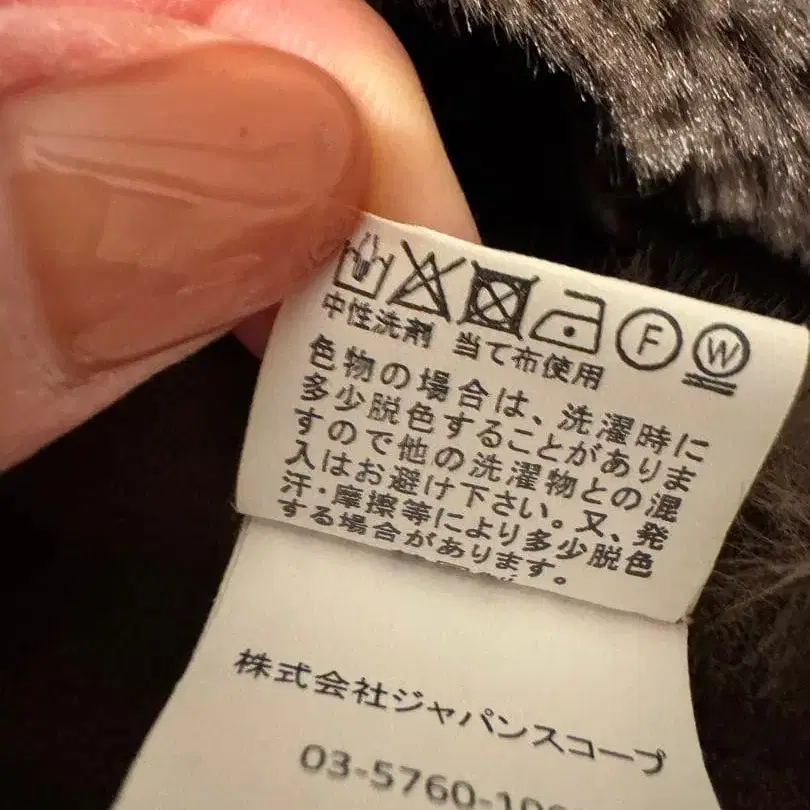 F W
中性洗剤 当て布使用
色物の場合は、洗濯時に
多少脱色することがありま
すので他の洗濯物との混
入はお避け下さい。又、発
汗・摩擦等により多少脱色
する場合があります。
株式会社ジャパンスコープ
03-5760-100